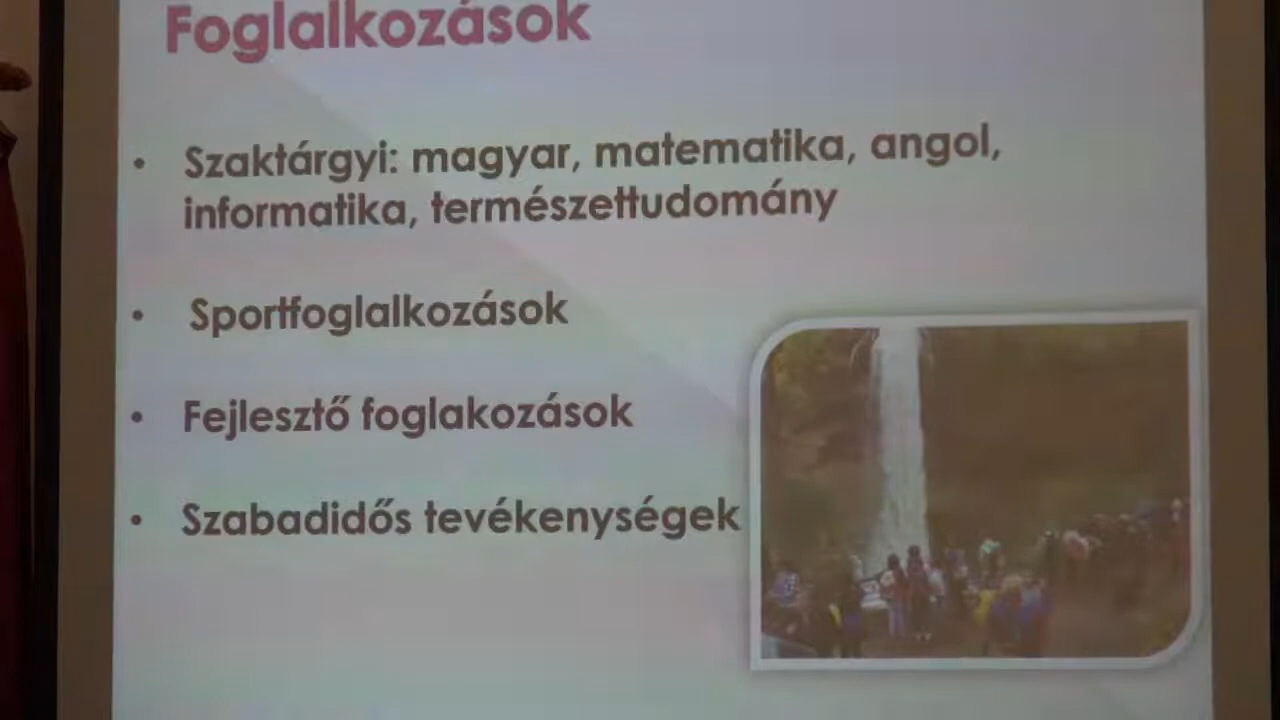 Foglalkozások
• Szaktárgyi: magyar, matematika, angol,
informatika, természettudomány
• Sportfoglalkozások
• Fejlesztő foglakozások
• Szabadidős tevékenységek